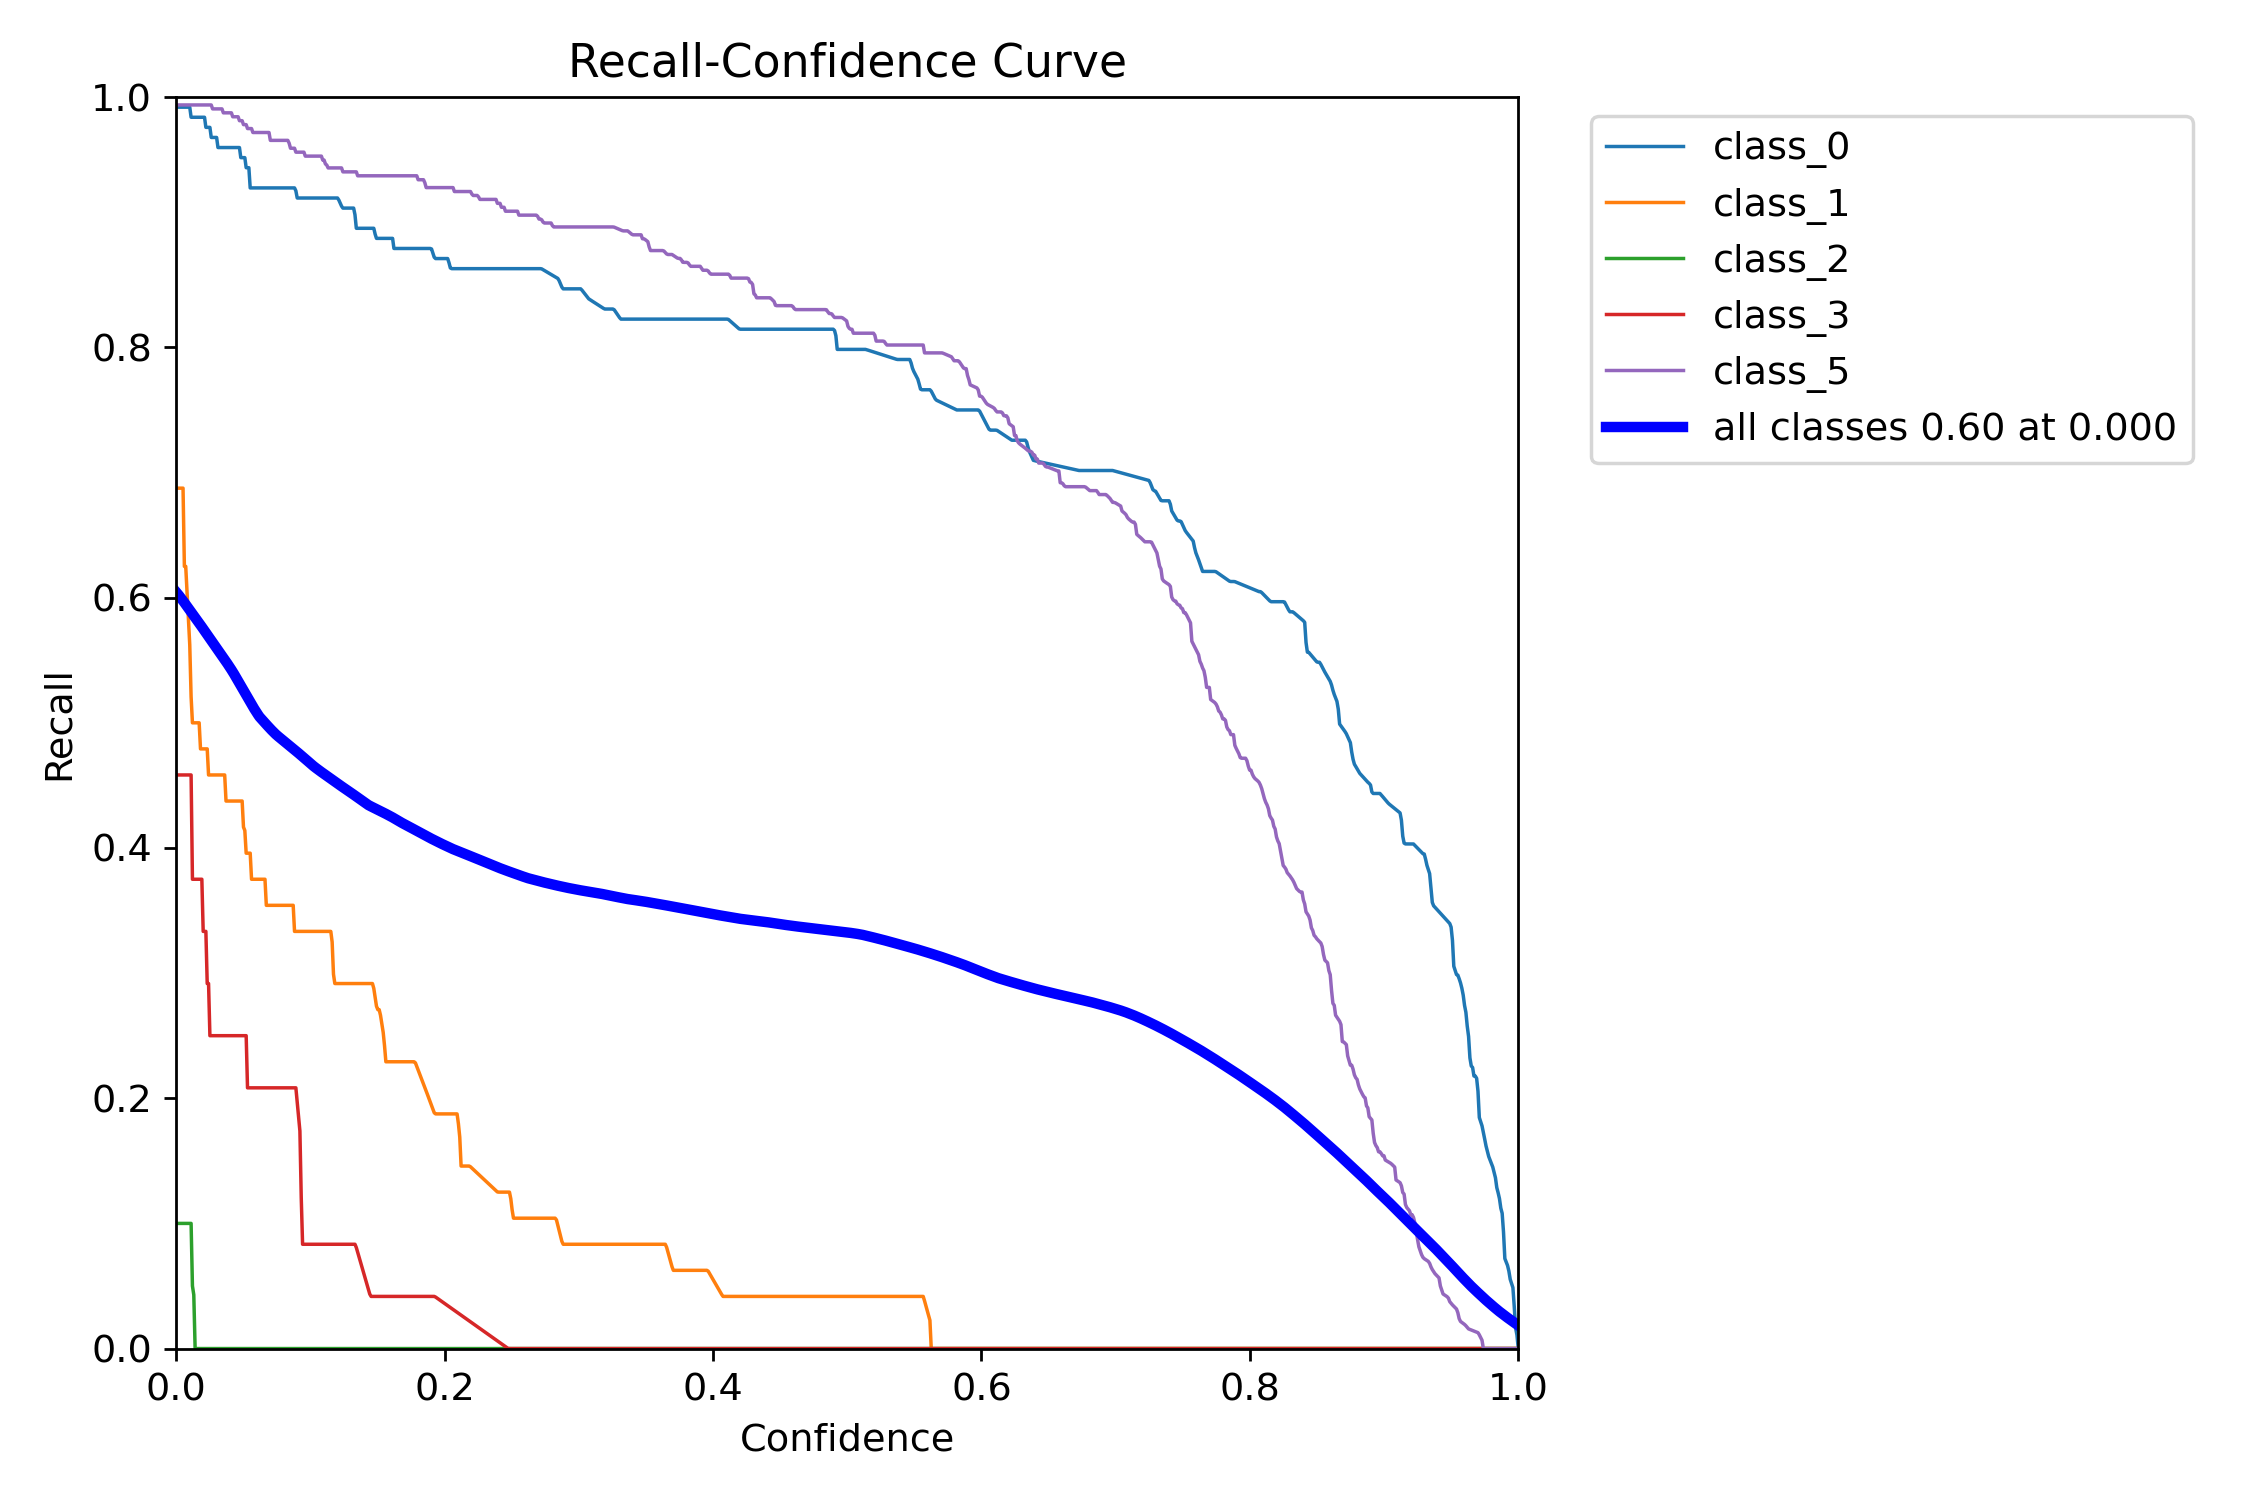 Recall-Confidence Curve
1.0
0.8
0.6
0.4
0.2
0.0
Recall
0.0 0.2 0.4 0.6 0.8 1.0
Confidence
class_0
class_1
class_2
class_3
class_5
all classes 0.60 at 0.000